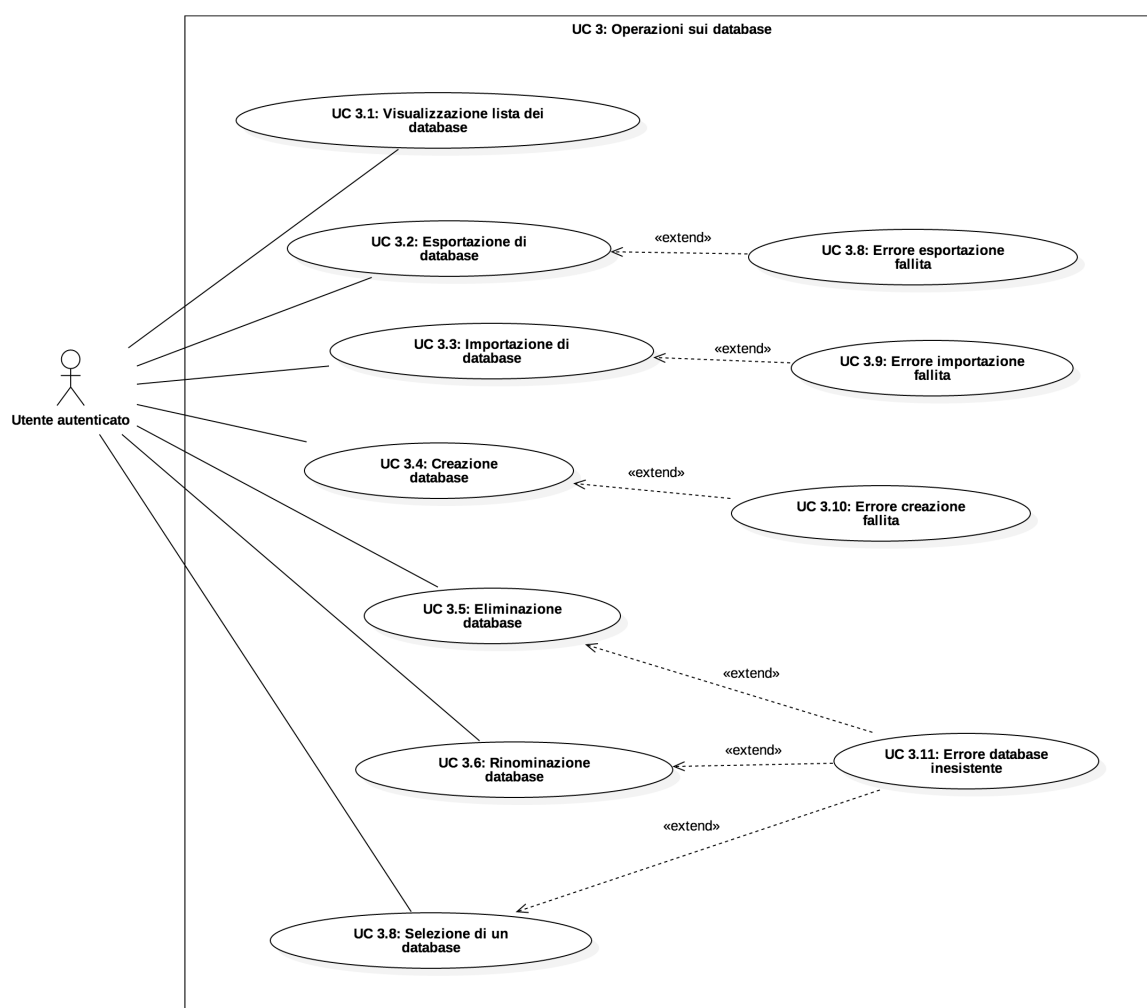 UC 3: Operazioni sui database
UC 3.1: Visualizzazione lista dei
database
UC 3.2: Esportazione di
database
«extend»
UC 3.8: Errore esportazione
fallita
UC 3.3: Importazione di
database
«extend»
UC 3.9: Errore importazione
fallita
Utente autenticato
UC 3.4: Creazione
database
«extend»
UC 3.10: Errore creazione
fallita
UC 3.5: Eliminazione
database
«extend»
UC 3.6: Rinominazione
database
«extend»
UC 3.11: Errore database
inesistente
«extend»
UC 3.8: Selezione di un
database